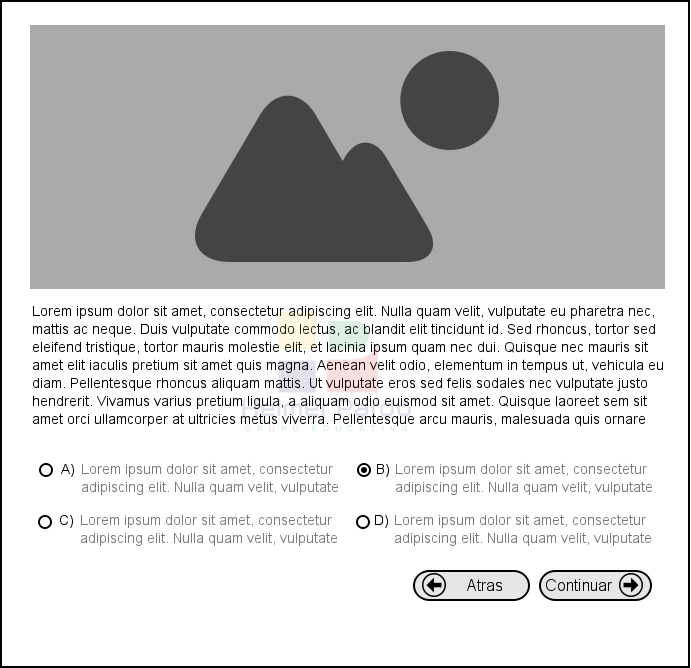 Lorem ipsum dolor sit amet, consectetur adipiscing elit. Nulla quam velit, vulputate eu pharetra nec,
mattis ac neque. Duis vulputate commodo lectus, ac blandit elit tincidunt id. Sed rhoncus, tortor sed
eleifend tristique, tortor mauris molestie elit, et lacinia ipsum quam nec dui. Quisque nec mauris sit
amet elit iaculis pretium sit amet quis magna. Aenean velit odio, elementum in tempus ut, vehicula eu
diam. Pellentesque rhoncus aliquam mattis. Ut vulputate eros sed felis sodales nec vulputate justo
hendrerit. Vivamus varius pretium ligula, a aliquam odio euismod sit amet. Quisque laoreet sem sit
Helmer Pardo
amet orci ullamcorper at ultricies metus viverra. Pellentesque arcu mauris, malesuada quis ornare
GRUPO EDUCATIVO
A) Lorem ipsum dolor sit amet, consectetur
adipiscing elit. Nulla quam velit, vulputate
B) Lorem ipsum dolor sit amet, consectetur
adipiscing elit. Nulla quam velit, vulputate
C) Lorem ipsum dolor sit amet, consectetur
adipiscing elit. Nulla quam velit, vulputate
D) Lorem ipsum dolor sit amet, consectetur
adipiscing elit. Nulla quam velit, vulputate
Atras
Continuar